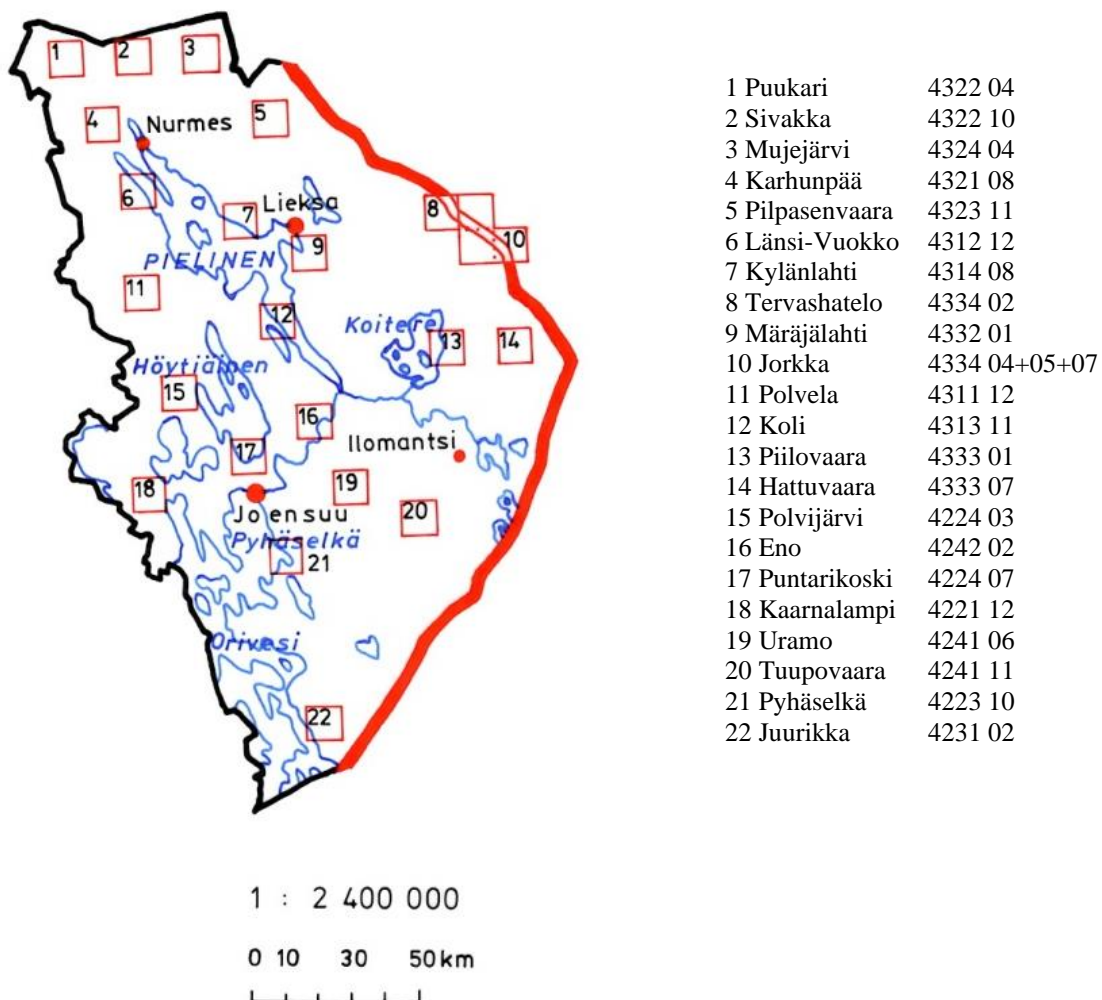 1
2
3
4
Nurmes
5
6
7
Lieksa
8
9
10
PIELINEN
11
12
Koitere
13
14
Höytiäinen
15
16
Ilomantsi
17
18
19
Joensuu
20
Pyhäselkä
21
Orivesi
22
1 : 2 400 000
0 10 30 50km
1 Puukari 4322 04
2 Sivakka 4322 10
3 Mujejärvi 4324 04
4 Karhunpää 4321 08
5 Pilpasenvaara 4323 11
6 Länsi-Vuokko 4312 12
7 Kylänlahti 4314 08
8 Tervashatelo 4334 02
9 Märäjälahti 4332 01
10 Jorkka 4334 04+05+07
11 Polvela 4311 12
12 Koli 4313 11
13 Piilovaara 4333 01
14 Hattuvaara 4333 07
15 Polvijärvi 4224 03
16 Eno 4242 02
17 Puntarikoski 4224 07
18 Kaarnalampi 4221 12
19 Uramo 4241 06
20 Tuupovaara 4241 11
21 Pyhäselkä 4223 10
22 Juurikka 4231 02